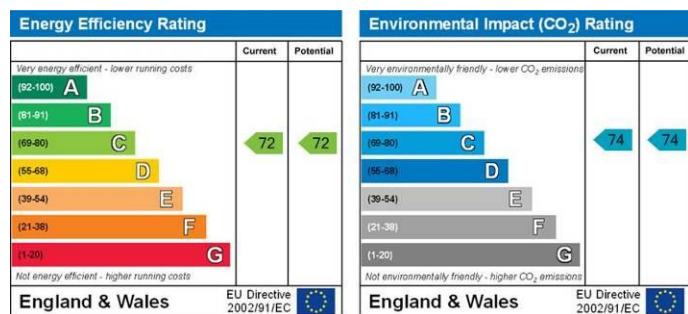 Energy Efficiency Rating
Current Potential
Very energy efficient - lower running costs
(92-100) A
(81-91) B
(69-80) C 72 72
(55-68) D
(39-54) E
(21-38) F
(1-20) G
Not energy efficient - higher running costs
England & Wales
EU Directive
2002/91/EC
Environmental Impact (CO₂) Rating
Current Potential
Very environmentally friendly - lower CO₂ emissions
(92-100) A
(81-91) B
(69-80) C 74 74
(55-68) D
(39-54) E
(21-38) F
(1-20) G
Not environmentally friendly - higher CO₂ emissions
England & Wales
EU Directive
2002/91/EC